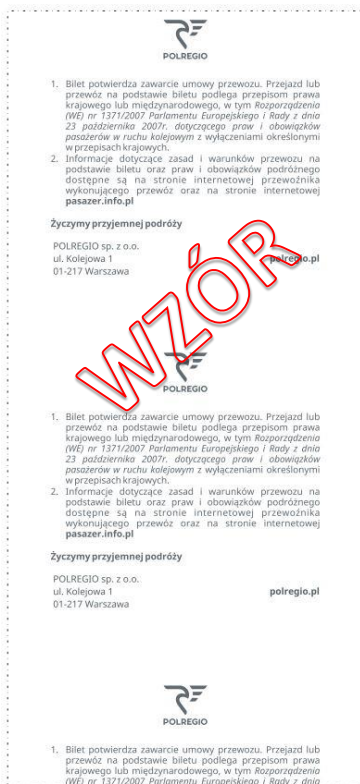 POLREGIO
1. Bilet potwierdza zawarcie umowy przewozu. Przejazd lub
przewóz na podstawie biletu podlega przepisom prawa
krajowego lub międzynarodowego, w tym Rozporządzenia
(WE) nr 1371/2007 Parlamentu Europejskiego i Rady z dnia
23 października 2007r. dotyczącego praw i obowiązków
pasażerów w ruchu kolejowym z wyłączeniami określonymi
w przepisach krajowych.
2. Informacje dotyczące zasad i warunków przewozu na
podstawie biletu oraz praw i obowiązków podróżnego
dostępne są na stronie internetowej przewoźnika
wykonującego przewóz oraz na stronie internetowej
pasazer.info.pl
Życzymy przyjemnej podróży
POLREGIO sp. z o.o.
ul. Kolejowa 1 polregio.pl
01-217 Warszawa
WZÓR
POLREGIO
1. Bilet potwierdza zawarcie umowy przewozu. Przejazd lub
przewóz na podstawie biletu podlega przepisom prawa
krajowego lub międzynarodowego, w tym Rozporządzenia
(WE) nr 1371/2007 Parlamentu Europejskiego i Rady z dnia
23 października 2007r. dotyczącego praw i obowiązków
pasażerów w ruchu kolejowym z wyłączeniami określonymi
w przepisach krajowych.
2. Informacje dotyczące zasad i warunków przewozu na
podstawie biletu oraz praw i obowiązków podróżnego
dostępne są na stronie internetowej przewoźnika
wykonującego przewóz oraz na stronie internetowej
pasazer.info.pl
Życzymy przyjemnej podróży
POLREGIO sp. z o.o.
ul. Kolejowa 1 polregio.pl
01-217 Warszawa
POLREGIO
1. Bilet potwierdza zawarcie umowy przewozu. Przejazd lub
przewóz na podstawie biletu podlega przepisom prawa
krajowego lub międzynarodowego, w tym Rozporządzenia
(WE) nr 1371/2007 Parlamentu Europejskiego i Rady z dnia